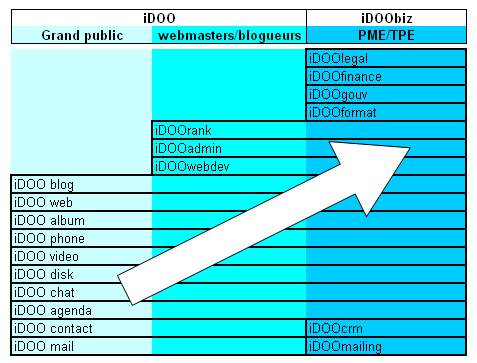 iDOO iDOObiz
Grand public webmasters/blogueurs PME/TPE
iDOOlegal
iDOOfinance
iDOOgouv
iDOOformat
iDOOrank
iDOOadmin
iDOOwebdev
iDOO blog
iDOO web
iDOO album
iDOO phone
iDOO video
iDOO disk
iDOO chat
iDOO agenda
iDOO contact iDOOcrm
iDOO mail iDOOmailing